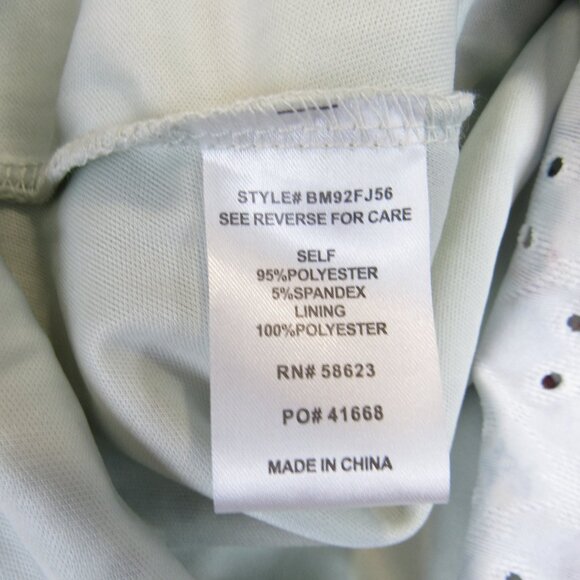 STYLE# BM92FJ56
SEE REVERSE FOR CARE
SELF
95%POLYESTER
5%SPANDEX
LINING
100%POLYESTER
RN# 58623
PO# 41668
MADE IN CHINA